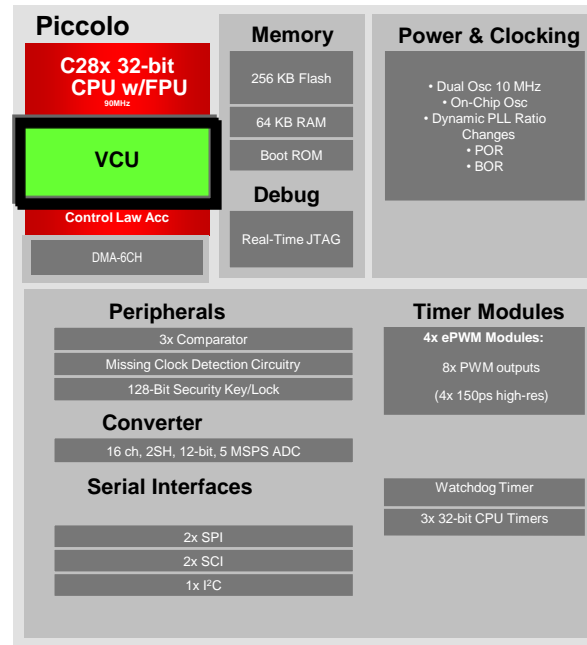 Piccolo
C28x 32-bit
CPU w/FPU
90MHz
VCU
Control Law Acc
DMA-6CH
Memory
256 KB Flash
64 KB RAM
Boot ROM
Debug
Real-Time JTAG
Power & Clocking
• Dual Osc 10 MHz
• On-Chip Osc
• Dynamic PLL Ratio
Changes
• POR
• BOR
Peripherals
3x Comparator
Missing Clock Detection Circuitry
128-Bit Security Key/Lock
Converter
16 ch, 2SH, 12-bit, 5 MSPS ADC
Serial Interfaces
2x SPI
2x SCI
1x I²C
Timer Modules
4x ePWM Modules:
8x PWM outputs
(4x 150ps high-res)
Watchdog Timer
3x 32-bit CPU Timers